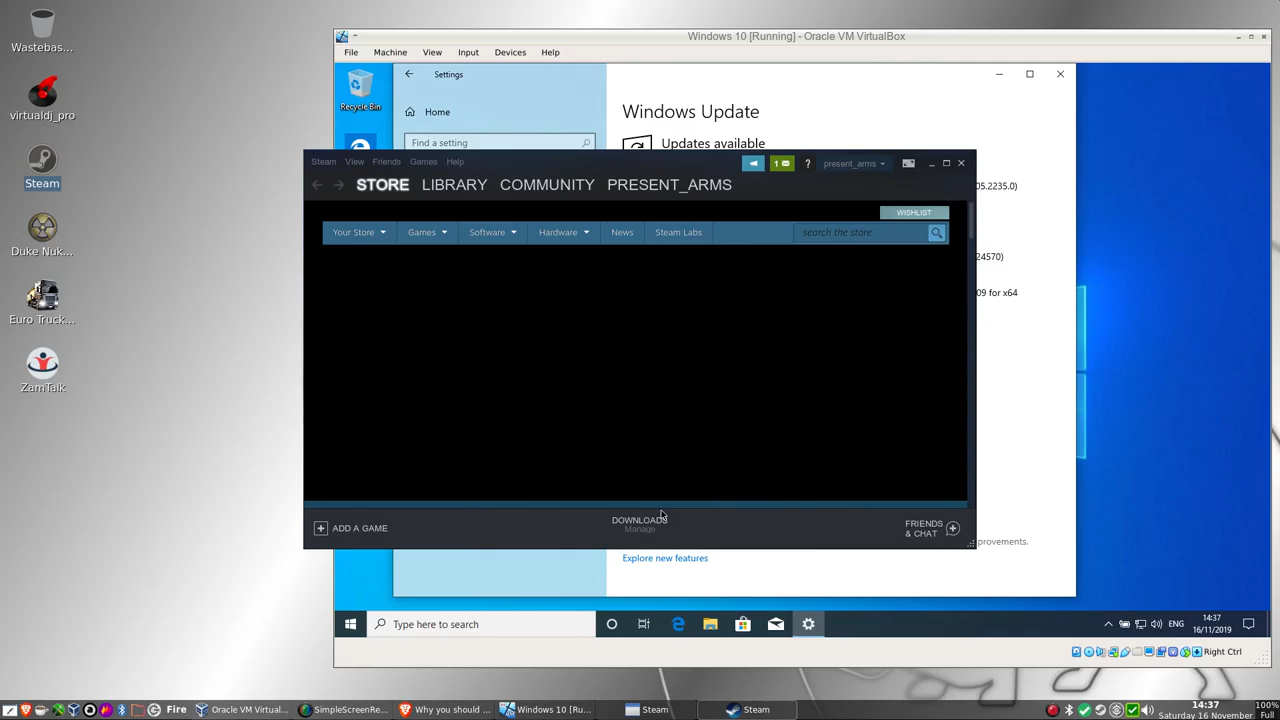 Wastebas...
virtualdj_pro
Steam
Duke Nuk...
Euro Truck...
ZamTalk
Windows 10 [Running] - Oracle VM VirtualBox
File Machine View Input Devices Help
Recycle Bin
Settings
Home
Find a setting
Windows Update
Updates available
05.2235.0)
24570)
09 for x64
provements.
Explore new features
Steam View Friends Games Help
1
?
present_arms
STORE LIBRARY COMMUNITY PRESENT_ARMS
WISHLIST
Your Store Games Software Hardware News Steam Labs
search the store
ADD A GAME
DOWNLOADS
Manage
FRIENDS
& CHAT
Type here to search
ENG
14:37
16/11/2019
Right Ctrl
Fire
Oracle VM Virtual...
SimpleScreenRe...
Why you should ...
Windows 10 [Ru...
Steam
Steam
14:37
Saturday 16 November
100%
Full